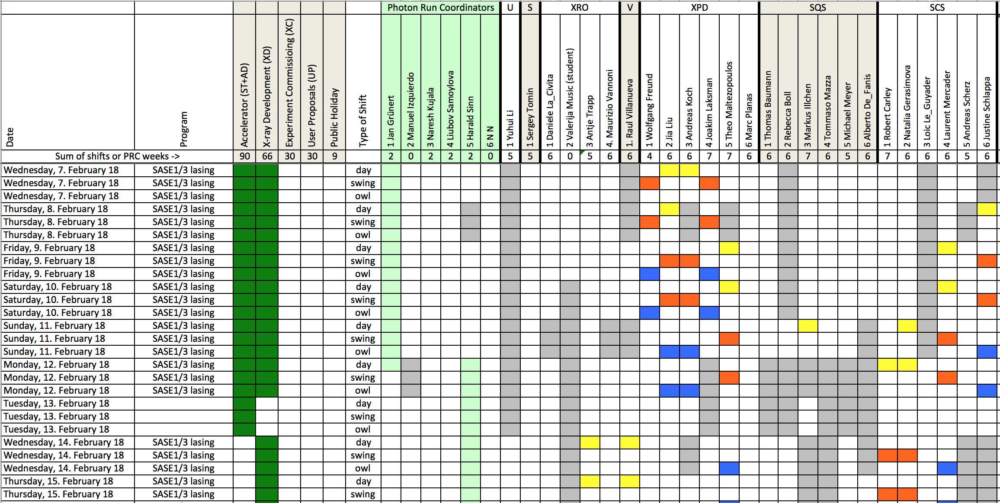 Photon Run Coordinators U S XRO V XPD SQS SCS
Date Program Accelerator (ST+AD) X-ray Development (XD) Experiment Commissioing (XC) User Proposals (UP) Public Holiday Type of Shift 1 Jan Grünert 2 Manuel Izquierdo 3 Naresh Kujala 4 Liubov Samoylova 5 Harald Sinn 6 N N 1 Yuhui Li 1 Sergey Tomin 1 Daniele La_Civita 2 Valerija Music (student) 3 Antje Trapp 4. Maurizio Vannoni 1. Raul Villanueva 1 Wolfgang Freund 2 Jia Liu 3 Andreas Koch 4 Joakim Laksman 5 Theo Maltezopoulos 6 Marc Planas 1 Thomas Baumann 2 Rebecca Boll 3 Markus Illchen 4 Tommaso Mazza 5 Michael Meyer 6 Alberto De_Fanis 1 Robert Carley 2 Natalia Gerasimova 3 Loic Le_Guyader 4 Laurent Mercader 5 Andreas Scherz 6 Justine Schlappa
Sum of shifts or PRC weeks -> 90 66 30 30 9 2 0 2 2 2 0 5 5 6 0 5 6 6 4 6 6 7 7 6 6 6 7 6 5 6 7 6 6 6 5 6
Wednesday, 7. February 18 SASE1/3 lasing day
Wednesday, 7. February 18 SASE1/3 lasing swing
Wednesday, 7. February 18 SASE1/3 lasing owl
Thursday, 8. February 18 SASE1/3 lasing day
Thursday, 8. February 18 SASE1/3 lasing swing
Thursday, 8. February 18 SASE1/3 lasing owl
Friday, 9. February 18 SASE1/3 lasing day
Friday, 9. February 18 SASE1/3 lasing swing
Friday, 9. February 18 SASE1/3 lasing owl
Saturday, 10. February 18 SASE1/3 lasing day
Saturday, 10. February 18 SASE1/3 lasing swing
Saturday, 10. February 18 SASE1/3 lasing owl
Sunday, 11. February 18 SASE1/3 lasing day
Sunday, 11. February 18 SASE1/3 lasing swing
Sunday, 11. February 18 SASE1/3 lasing owl
Monday, 12. February 18 SASE1/3 lasing day
Monday, 12. February 18 SASE1/3 lasing swing
Monday, 12. February 18 SASE1/3 lasing owl
Tuesday, 13. February 18 day
Tuesday, 13. February 18 swing
Tuesday, 13. February 18 owl
Wednesday, 14. February 18 SASE1/3 lasing day
Wednesday, 14. February 18 SASE1/3 lasing swing
Wednesday, 14. February 18 SASE1/3 lasing owl
Thursday, 15. February 18 SASE1/3 lasing day
Thursday, 15. February 18 SASE1/3 lasing swing